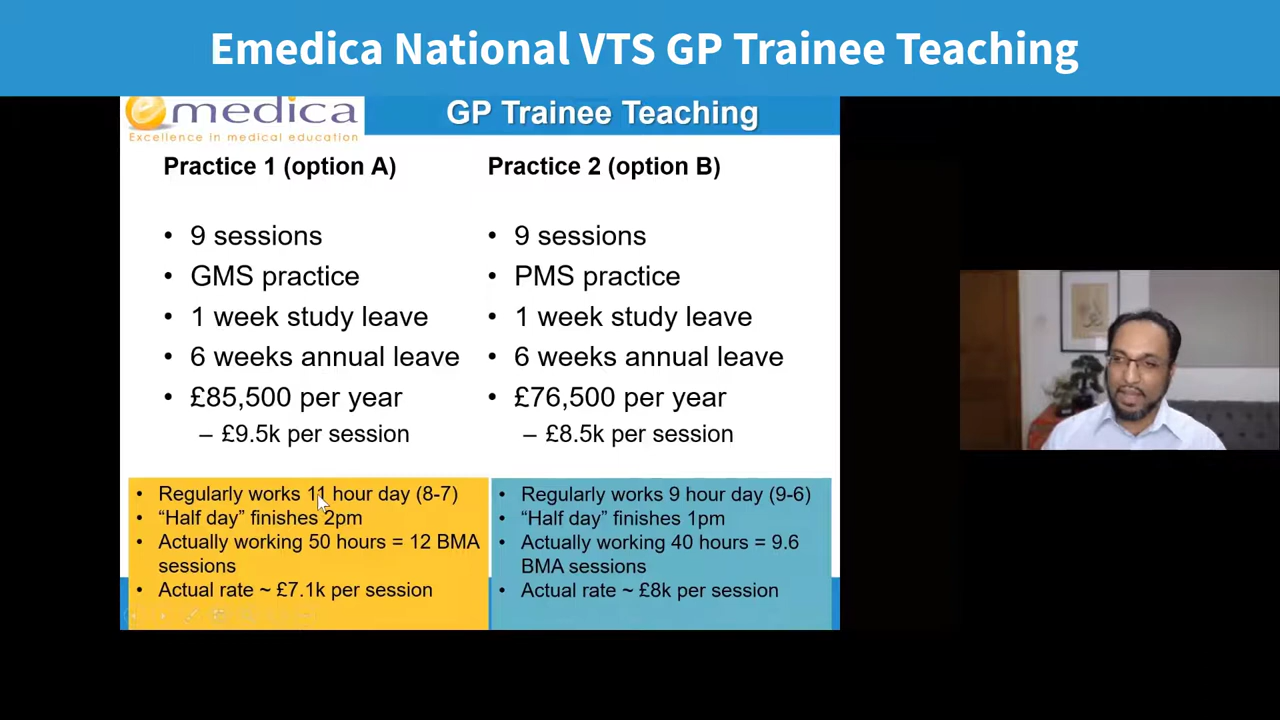 Emedica National VTS GP Trainee Teaching
emedica
Excellence in medical education
GP Trainee Teaching
Practice 1 (option A)
• 9 sessions
• GMS practice
• 1 week study leave
• 6 weeks annual leave
• £85,500 per year
– £9.5k per session
Practice 2 (option B)
• 9 sessions
• PMS practice
• 1 week study leave
• 6 weeks annual leave
• £76,500 per year
– £8.5k per session
• Regularly works 11 hour day (8-7)
• “Half day” finishes 2pm
• Actually working 50 hours = 12 BMA
sessions
• Actual rate ~ £7.1k per session
• Regularly works 9 hour day (9-6)
• “Half day” finishes 1pm
• Actually working 40 hours = 9.6
BMA sessions
• Actual rate ~ £8k per session